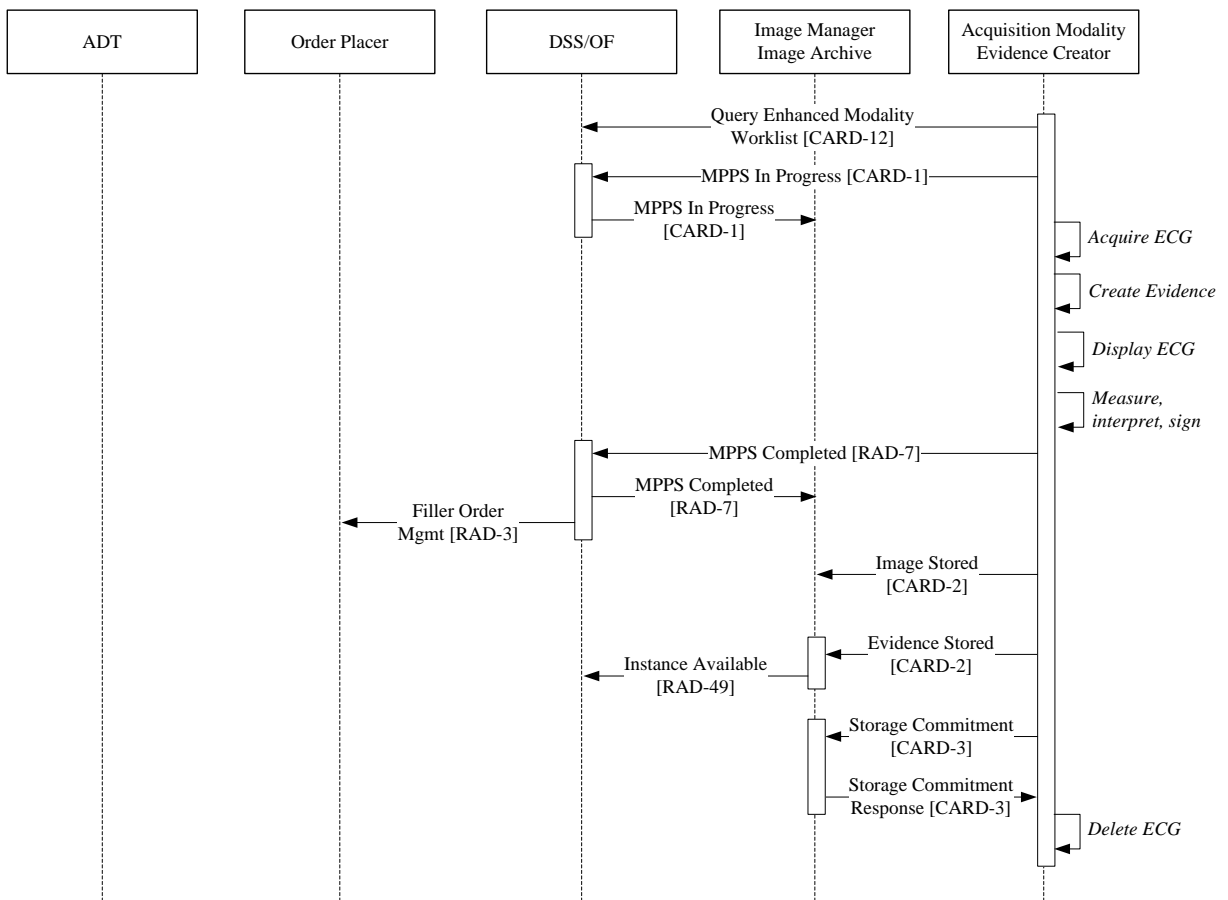 ADT
Order Placer
DSS/OF
Image Manager
Image Archive
Acquisition Modality
Evidence Creator
Query Enhanced Modality
Worklist [CARD-12]
MPPS In Progress [CARD-1]
MPPS In Progress
[CARD-1]
Acquire ECG
Create Evidence
Display ECG
Measure,
interpret, sign
MPPS Completed [RAD-7]
MPPS Completed
[RAD-7]
Filler Order
Mgmt [RAD-3]
Image Stored
[CARD-2]
Evidence Stored
[CARD-2]
Instance Available
[RAD-49]
Storage Commitment
[CARD-3]
Storage Commitment
Response [CARD-3]
Delete ECG